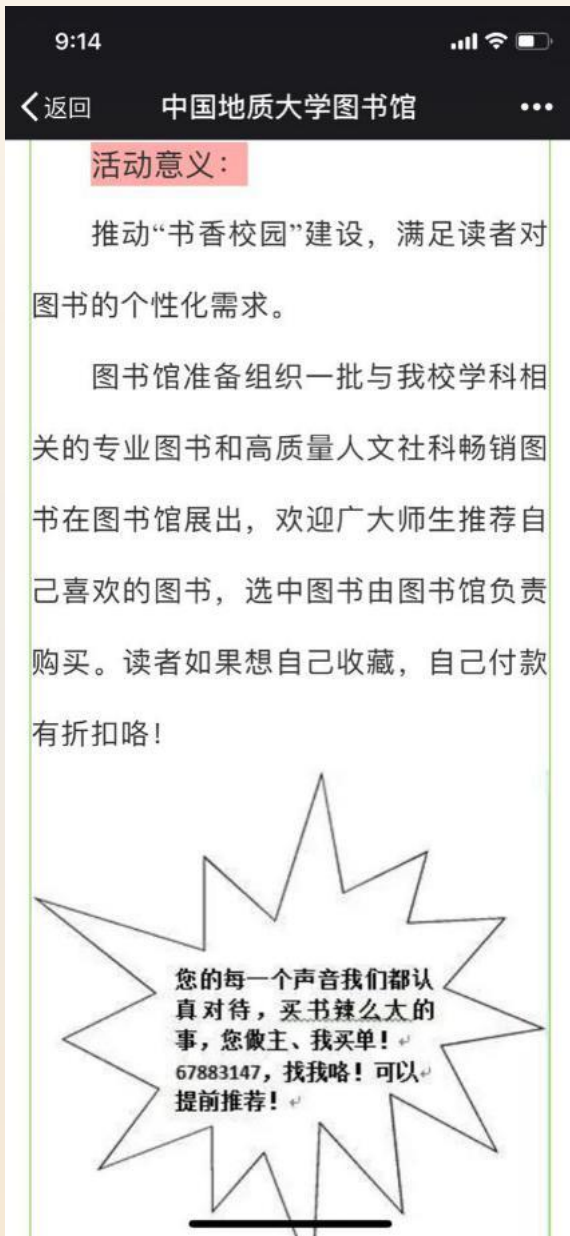 9:14
返回 中国地质大学图书馆
活动意义：
推动“书香校园”建设，满足读者对
图书的个性化需求。
图书馆准备组织一批与我校学科相
关的专业图书和高质量人文社科畅销图
书在图书馆展出，欢迎广大师生推荐自
己喜欢的图书，选中图书由图书馆负责
购买。读者如果想自己收藏，自己付款
有折扣咯！
您的每一个声音我们都认
真对待，买书辣么大的
事，您做主、我买单！
67883147，找我咯！可以
提前推荐！